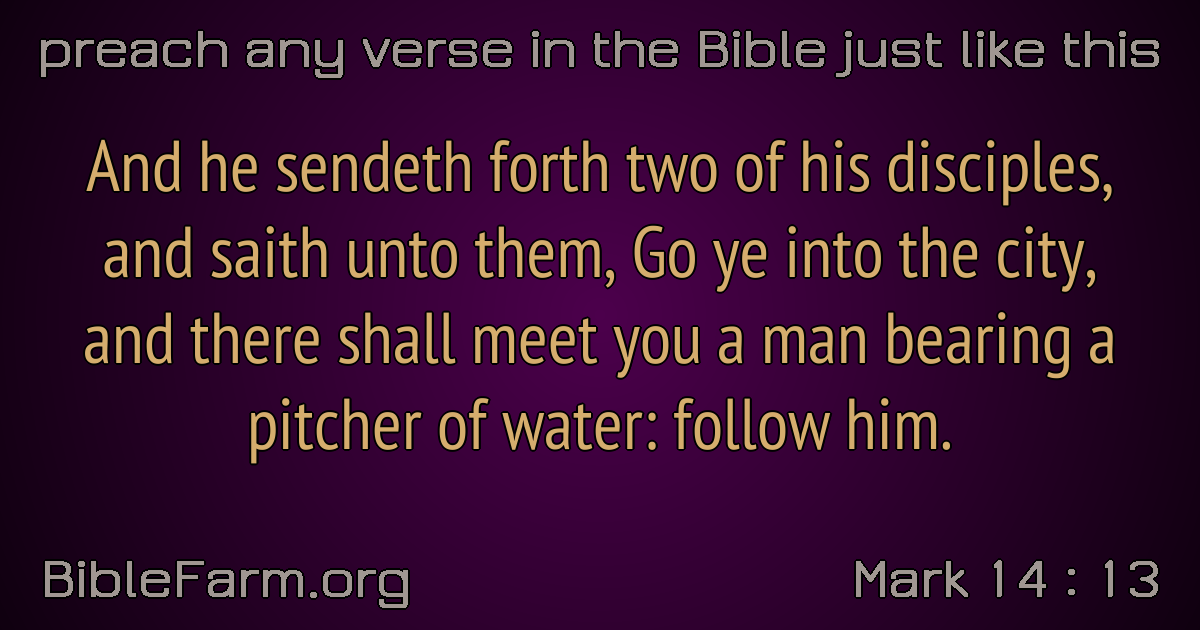 preach any verse in the Bible just like this
And he sendeth forth two of his disciples,
and saith unto them, Go ye into the city,
and there shall meet you a man bearing a
pitcher of water: follow him.
BibleFarm.org
Mark 14 : 13